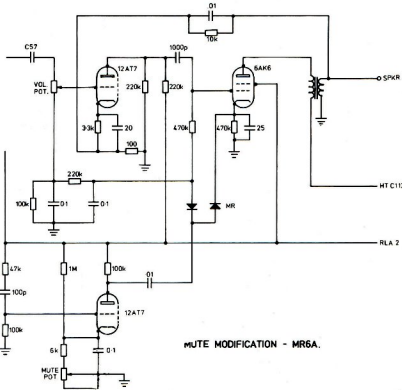 ·01
10k
C57
12AT7
1000p
6AK6
VOL.
POT.
220k
220k
SPKR
3·3k
20
470k
470k
25
100
220k
HT C112
100k
0·1
0·1
MR
RLA 2
47k
1M
100k
·01
100p
12AT7
100k
6k
0·1
MUTE
POT
MUTE MODIFICATION - MR6A.